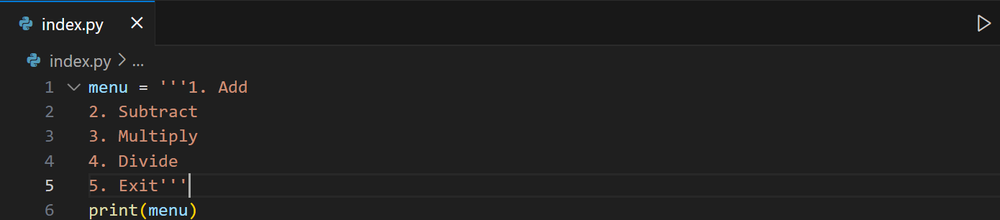 index.py
index.py > ...
1 menu = '''1. Add
2 2. Subtract
3 3. Multiply
4 4. Divide
5 5. Exit'''
6 print(menu)